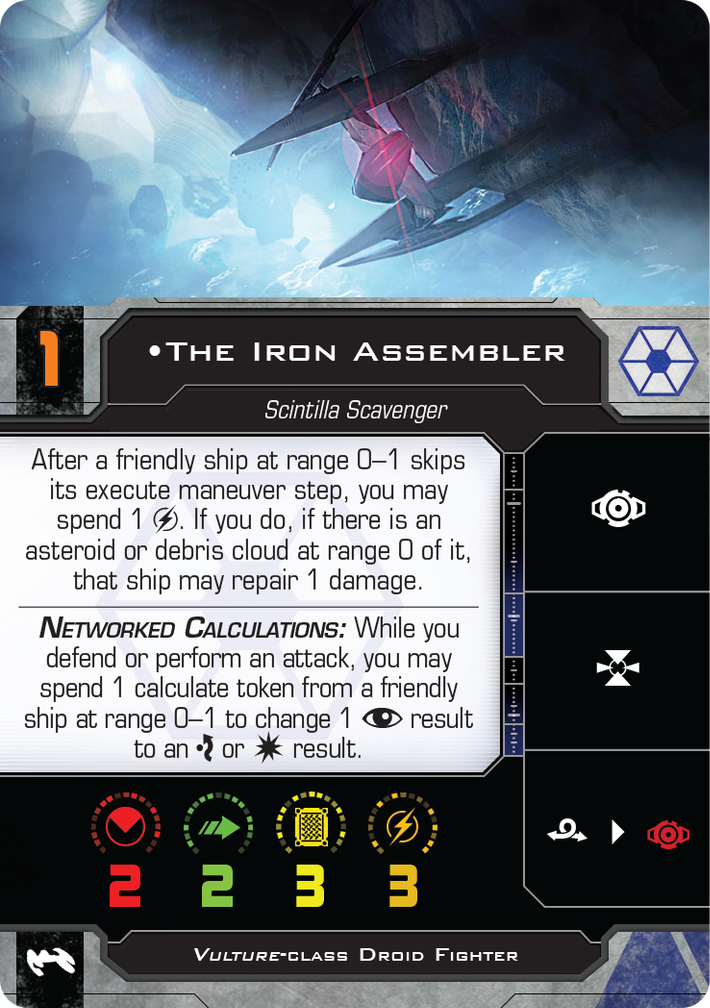 1
•The Iron Assembler
Scintilla Scavenger
After a friendly ship at range 0–1 skips
its execute maneuver step, you may
spend 1 . If you do, if there is an
asteroid or debris cloud at range 0 of it,
that ship may repair 1 damage.
Networked Calculations: While you
defend or perform an attack, you may
spend 1 calculate token from a friendly
ship at range 0–1 to change 1 result
to an or result.
2 2 3 3
Vulture-class Droid Fighter